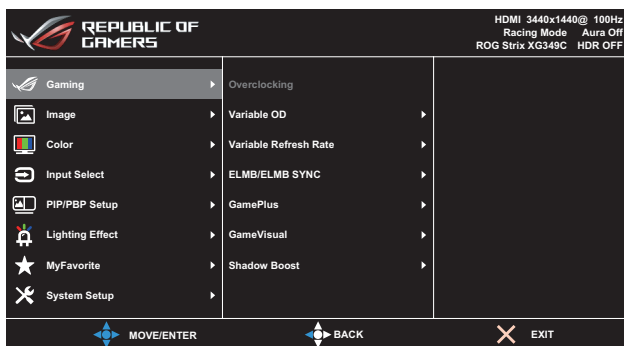 REPUBLIC OF
GAMERS
HDMI 3440x1440@ 100Hz
Racing Mode Aura Off
ROG Strix XG349C HDR OFF
Gaming
Image
Color
Input Select
PIP/PBP Setup
Lighting Effect
MyFavorite
System Setup
Overclocking
Variable OD
Variable Refresh Rate
ELMB/ELMB SYNC
GamePlus
GameVisual
Shadow Boost
MOVE/ENTER
BACK
EXIT